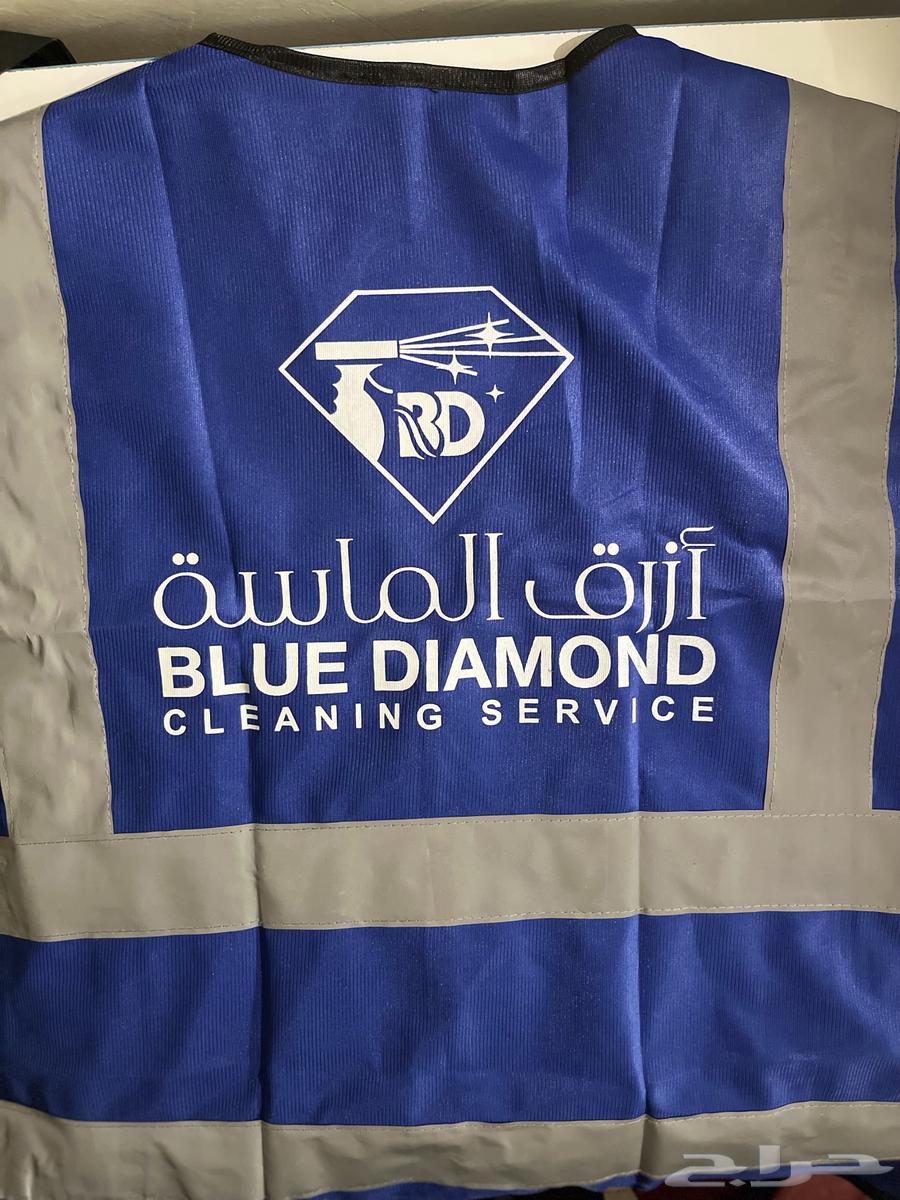 BD
أزرق الماسة
BLUE DIAMOND
CLEANING SERVICE
حراج